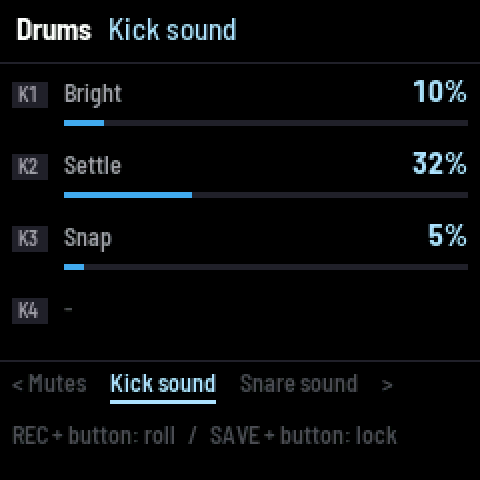 Drums Kick sound
K1 Bright 10%
K2 Settle 32%
K3 Snap 5%
K4 -
< Mutes Kick sound Snare sound >
REC + button: roll / SAVE + button: lock